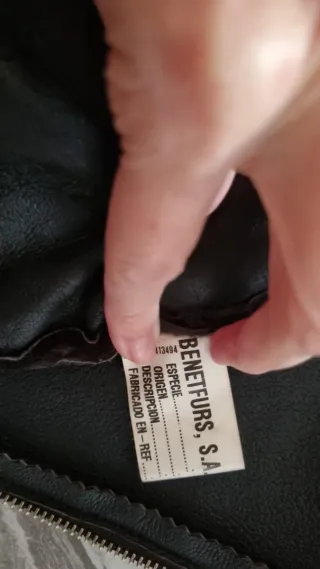 BENETFURS, S.A
413494
ESPECIE..........
ORIGEN..............
DESCRIPCION...........
FABRICADO EN - REF.....